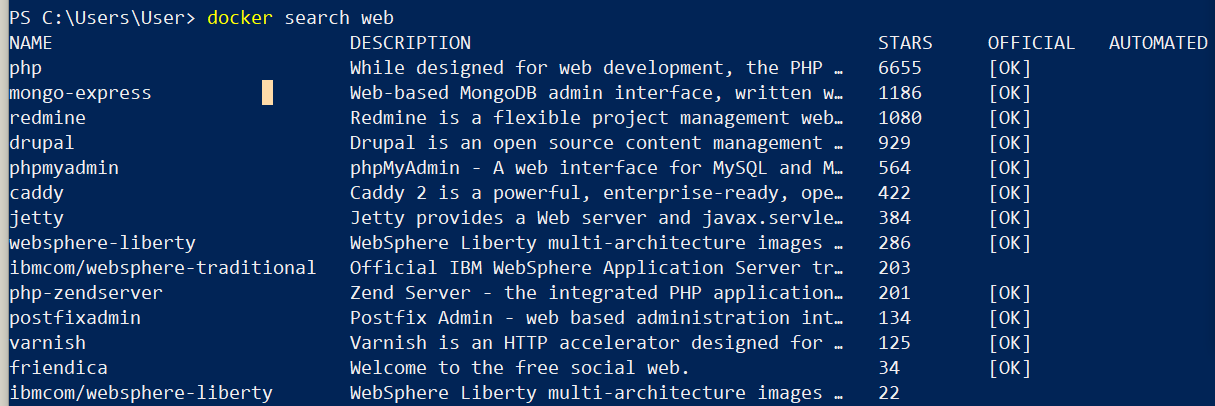 PS C:\Users\User> docker search web
NAME DESCRIPTION STARS OFFICIAL AUTOMATED
php While designed for web development, the PHP … 6655 [OK]
mongo-express Web-based MongoDB admin interface, written w… 1186 [OK]
redmine Redmine is a flexible project management web… 1080 [OK]
drupal Drupal is an open source content management … 929 [OK]
phpmyadmin phpMyAdmin - A web interface for MySQL and M… 564 [OK]
caddy Caddy 2 is a powerful, enterprise-ready, ope… 422 [OK]
jetty Jetty provides a Web server and javax.servle… 384 [OK]
websphere-liberty WebSphere Liberty multi-architecture images … 286 [OK]
ibmcom/websphere-traditional Official IBM WebSphere Application Server tr… 203
php-zendserver Zend Server - the integrated PHP application… 201 [OK]
postfixadmin Postfix Admin - web based administration int… 134 [OK]
varnish Varnish is an HTTP accelerator designed for … 125 [OK]
friendica Welcome to the free social web. 34 [OK]
ibmcom/websphere-liberty WebSphere Liberty multi-architecture images … 22